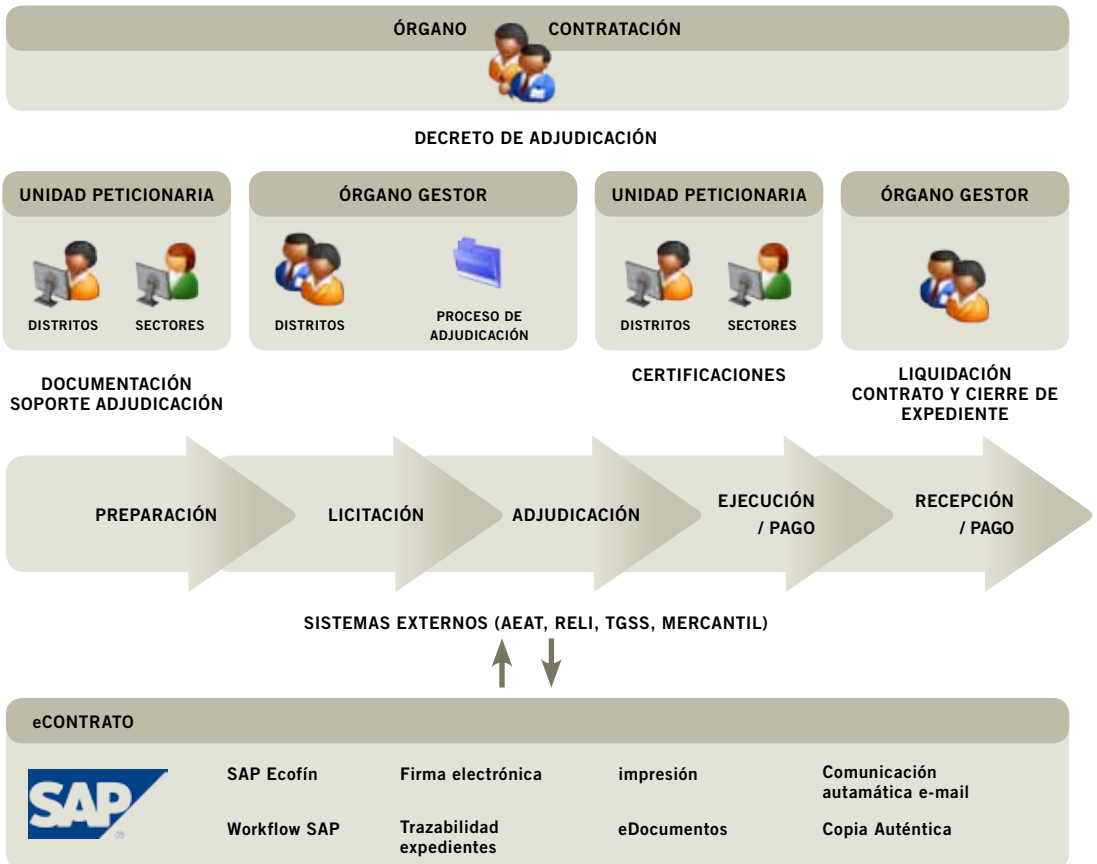 ÓRGANO CONTRATACIÓN
DECRETO DE ADJUDICACIÓN
UNIDAD PETICIONARIA
DISTRITOS SECTORES
DOCUMENTACIÓN
SOPORTE ADJUDICACIÓN
ÓRGANO GESTOR
DISTRITOS
PROCESO DE
ADJUDICACIÓN
UNIDAD PETICIONARIA
DISTRITOS SECTORES
CERTIFICACIONES
ÓRGANO GESTOR
LIQUIDACIÓN
CONTRATO Y CIERRE DE
EXPEDIENTE
PREPARACIÓN
LICITACIÓN
ADJUDICACIÓN
EJECUCIÓN
/ PAGO
RECEPCIÓN
/ PAGO
SISTEMAS EXTERNOS (AEAT, RELI, TGSS, MERCANTIL)
eCONTRATO
SAP ®
SAP Ecofín
Firma electrónica
impresión
Comunicación
autamática e-mail
Workflow SAP
Trazabilidad
expedientes
eDocumentos
Copia Auténtica